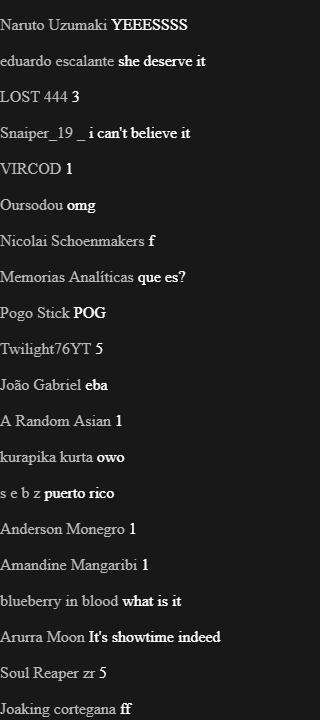 Naruto Uzumaki YEEESSSS
eduardo escalante she deserve it
LOST 444 3
Snaiper_19 _ i can't believe it
VIRCOD 1
Oursodou omg
Nicolai Schoenmakers f
Memorias Analíticas que es?
Pogo Stick POG
Twilight76YT 5
João Gabriel eba
A Random Asian 1
kurapika kurta owo
s e b z puerto rico
Anderson Monegro 1
Amandine Mangaribi 1
blueberry in blood what is it
Arurra Moon It's showtime indeed
Soul Reaper zr 5
Joaking cortegana ff